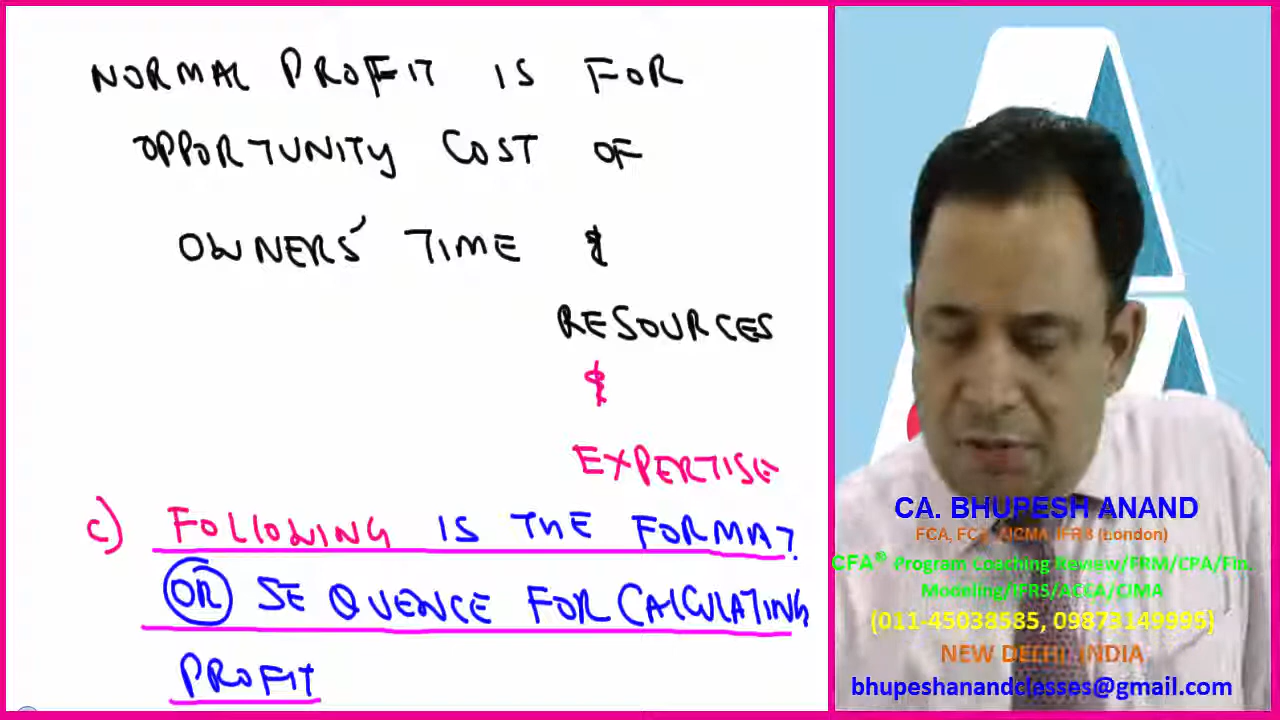 NORMAL PROFIT IS FOR
OPPORTUNITY COST OF
OWNERS' TIME &
RESOURCES
&
EXPERTISE
c) FOLLOWING IS THE FORMAT
OR SEQUENCE FOR CALCULATING
PROFIT
CA. BHUPESH ANAND
FCA, FCS, AICMA, IFRS (London)
CFA® Program Coaching Review/FRM/CPA/Fin.
Modeling/IFRS/ACCA/CIMA
(011-45038585, 09873149995)
NEW DELHI, INDIA
bhupeshanandclasses@gmail.com